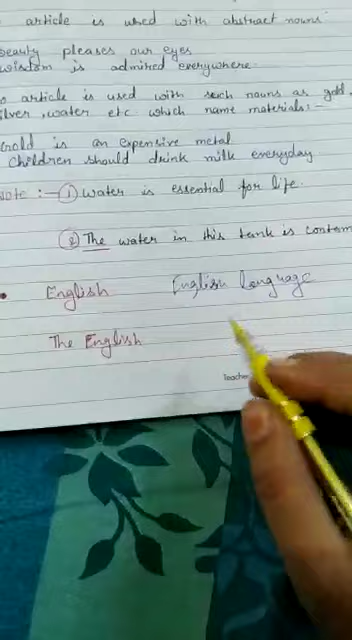 article is used with abstract nouns
beauty pleases our eyes
wisdom is admired everywhere.
article is used with such nouns as gold,
silver, water etc which name materials:-
Gold is an expensive metal
Children should drink milk everyday
Note :- ① Water is essential for life.
② The water in this tank is
English English language
The English
Teacher